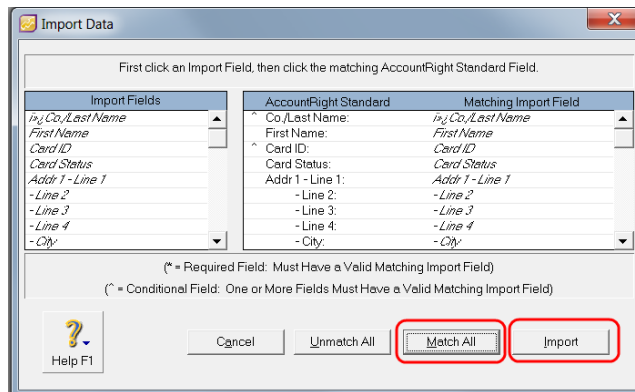 Import Data
First click an Import Field, then click the matching AccountRight Standard Field.
Import Fields
ï»¿Co./Last Name
First Name
Card ID
Card Status
Addr 1 - Line 1
- Line 2
- Line 3
- Line 4
- City
AccountRight Standard Matching Import Field
^ Co./Last Name: ï»¿Co./Last Name
First Name: First Name
^ Card ID: Card ID
Card Status: Card Status
Addr 1 - Line 1: Addr 1 - Line 1
- Line 2: - Line 2
- Line 3: - Line 3
- Line 4: - Line 4
- City: - City
(* = Required Field: Must Have a Valid Matching Import Field)
(^ = Conditional Field: One or More Fields Must Have a Valid Matching Import Field)
Help F1
Cancel
Unmatch All
Match All
Import